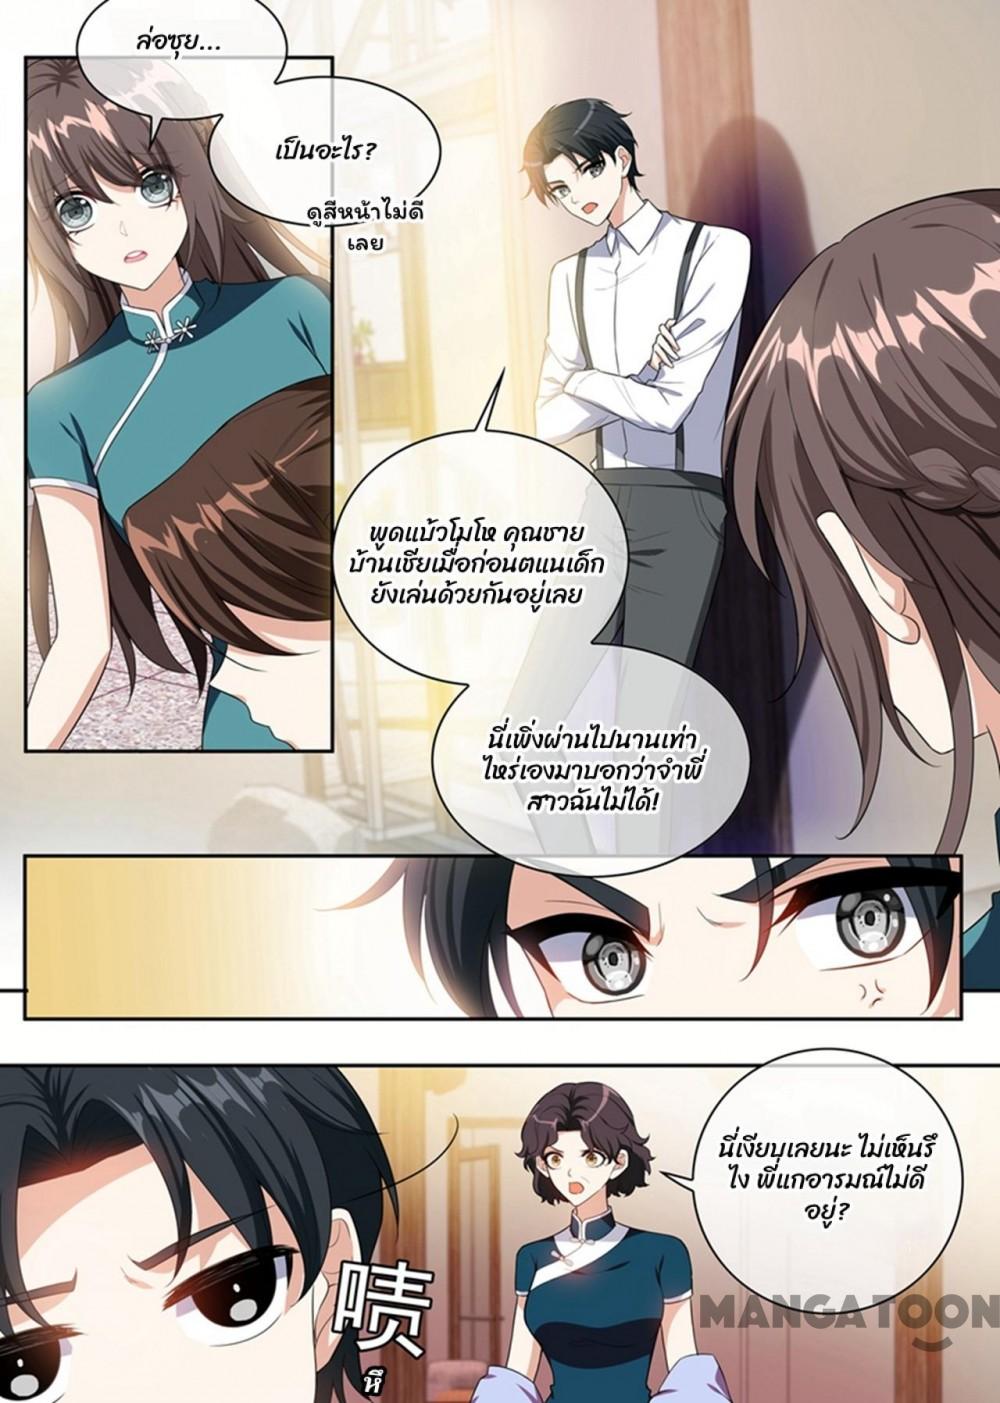 ล่อซุย...
เป็นอะไร?
ดูสีหน้าไม่ดี
เลย
พูดแบ้วโมโห คุณชาย
บ้านเซียเมื่อก่อนตแนเด็ก
ยังเล่นด้วยกันอยู่เลย
นี่เพิ่งผ่านไปนานเท่า
ไหร่เองมาบอกว่าจำพี่
สาวฉันไม่ได้!
นี่เงียบเลยนะ ไม่เห็นรึ
ไง พี่แกอารมณ์ไม่ดี
อยู่?
啧
หึ
MANGATOON